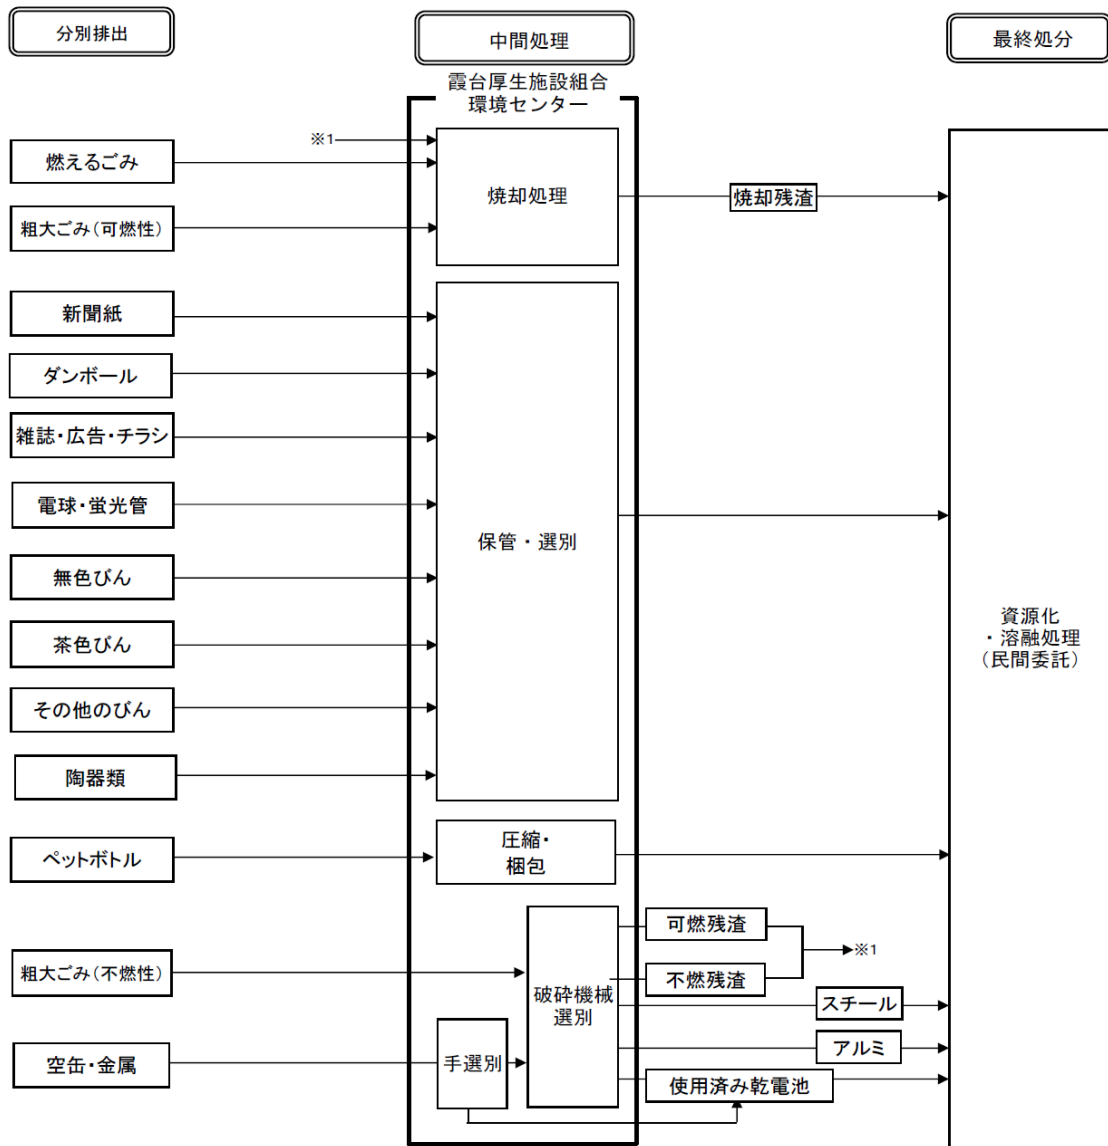 分別排出
中間処理
最終処分
霞台厚生施設組合
環境センター
※1
燃えるごみ
粗大ごみ(可燃性)
焼却処理
焼却残渣
新聞紙
ダンボール
雑誌・広告・チラシ
電球・蛍光管
無色びん
茶色びん
その他のびん
陶器類
保管・選別
資源化
・溶融処理
(民間委託)
ペットボトル
圧縮・
梱包
粗大ごみ(不燃性)
空缶・金属
手選別
破砕機械
選別
可燃残渣
不燃残渣
※1
スチール
アルミ
使用済み乾電池